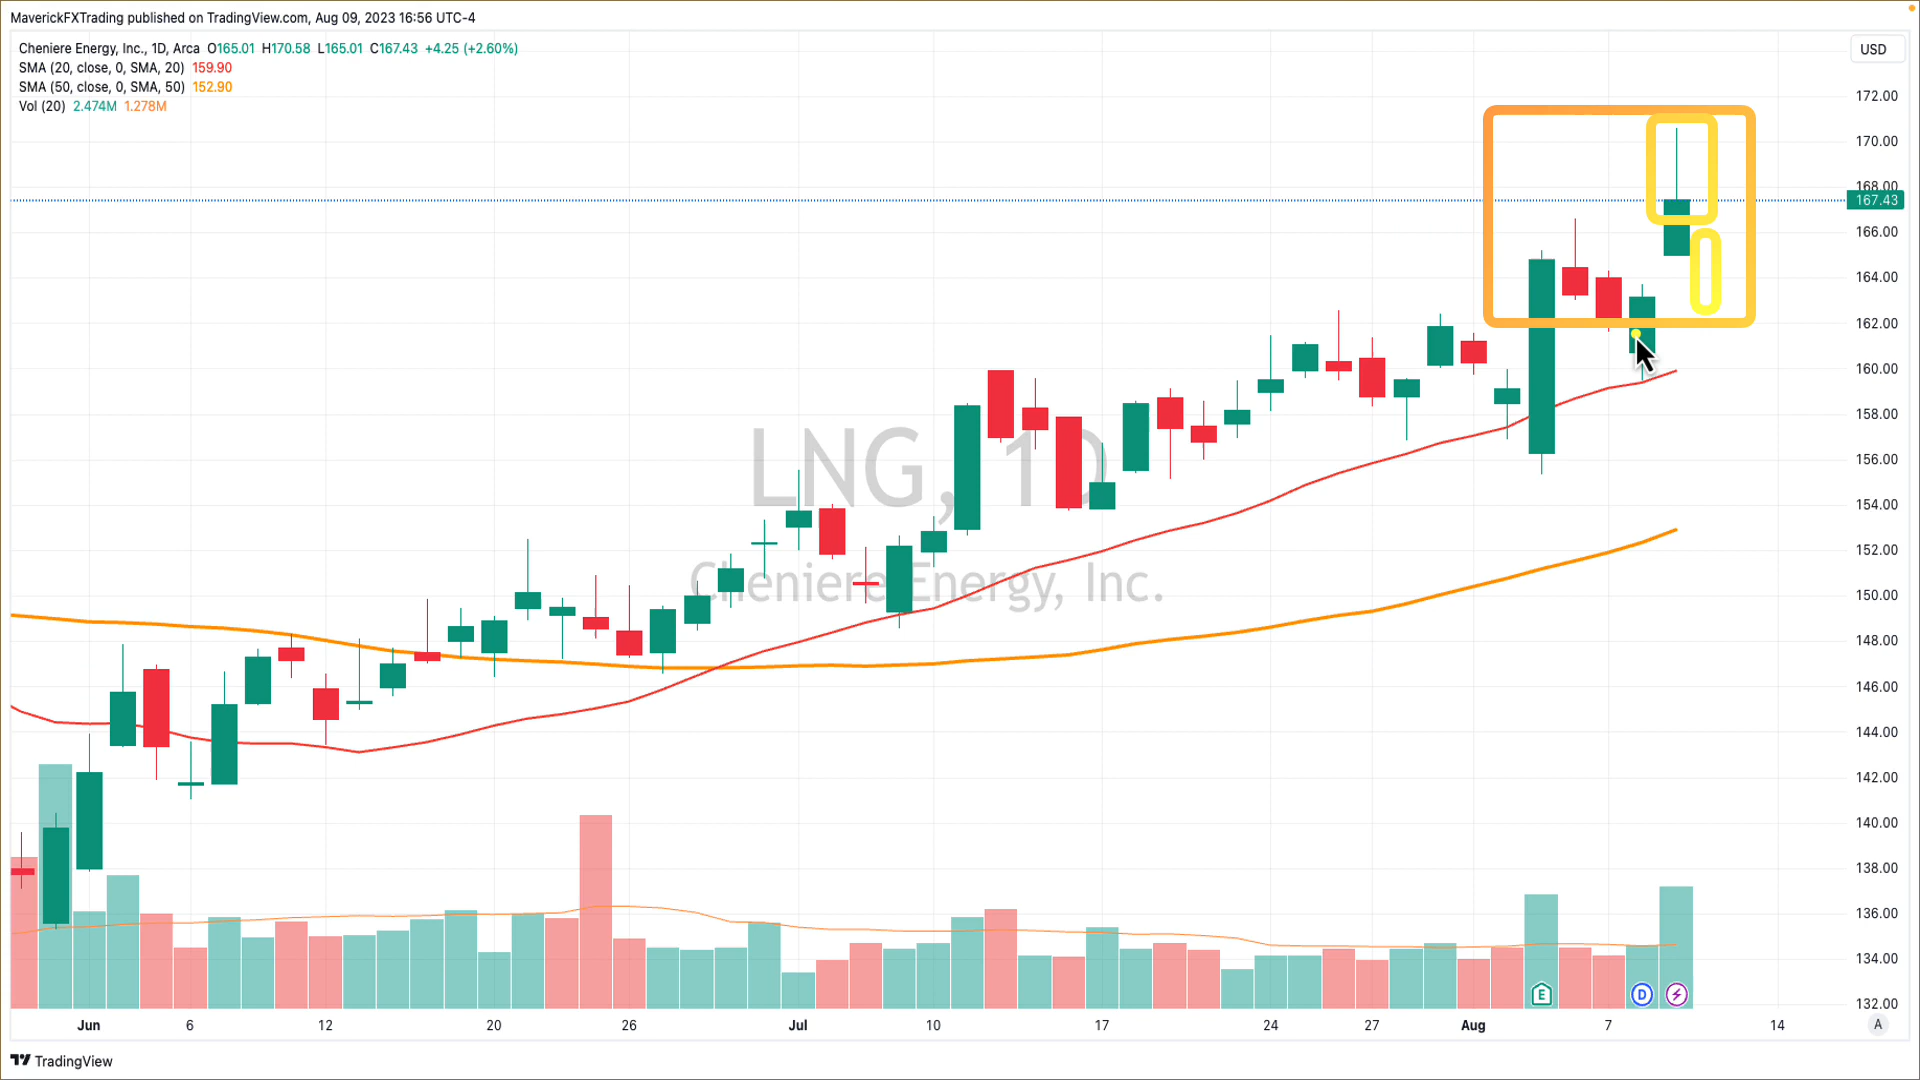 MaverickFXTrading published on TradingView.com, Aug 09, 2023 16:56 UTC-4
Cheniere Energy, Inc., 1D, Arca O165.01 H170.58 L165.01 C167.43 +4.25 (+2.60%)
SMA (20, close, 0, SMA, 20) 159.90
SMA (50, close, 0, SMA, 50) 152.90
Vol (20) 2.474M 1.278M
USD
172.00
170.00
168.00
167.43
166.00
164.00
162.00
160.00
158.00
156.00
154.00
152.00
150.00
148.00
146.00
144.00
142.00
140.00
138.00
136.00
134.00
132.00
LNG, 1D
Cheniere Energy, Inc.
E D
Jun 6 12 20 26 Jul 10 17 24 27 Aug 7 14 A
TradingView